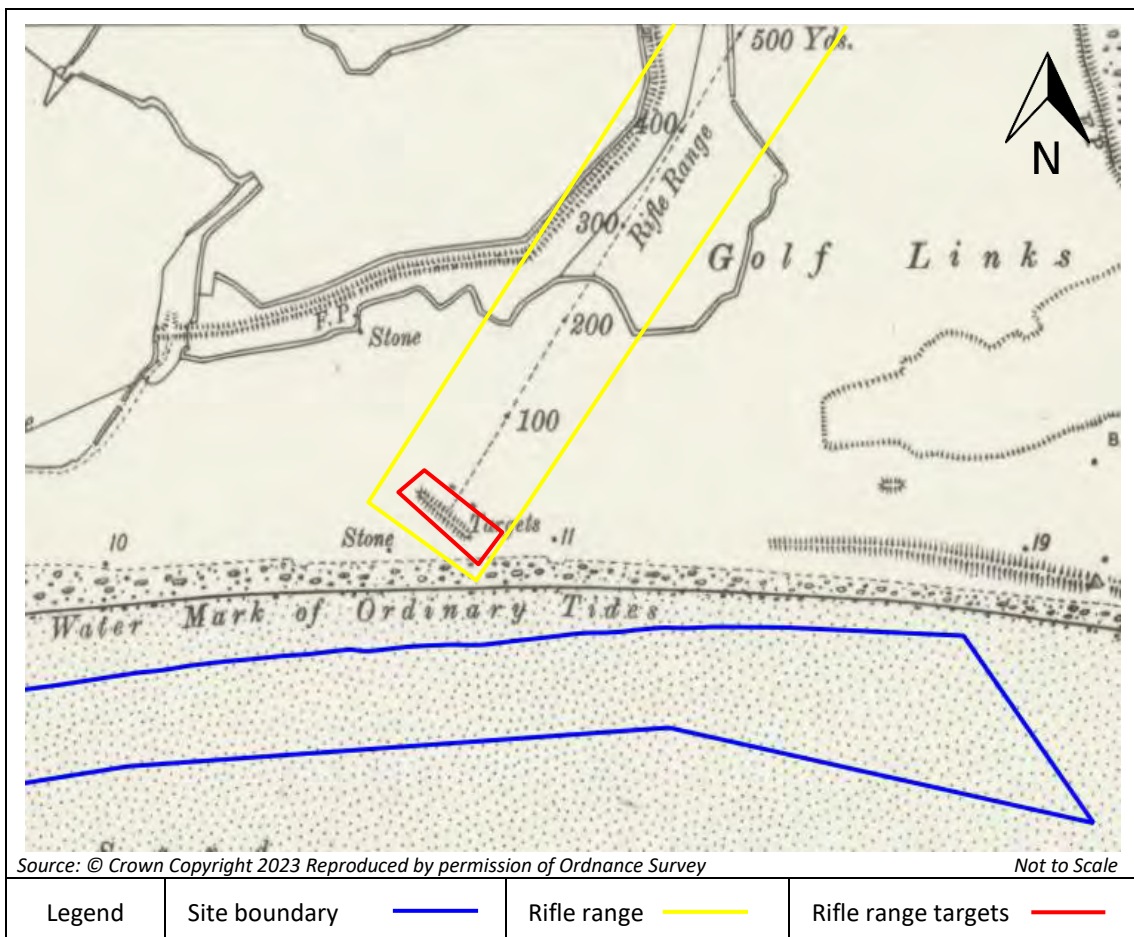 500 Yds.
N
400
Rifle Range
300
Golf Links
F. P.
200
Stone
100
B
Targets
Stone
11
10
19
Water Mark of Ordinary Tides
Source: © Crown Copyright 2023 Reproduced by permission of Ordnance Survey
Not to Scale
Legend
Site boundary
Rifle range
Rifle range targets